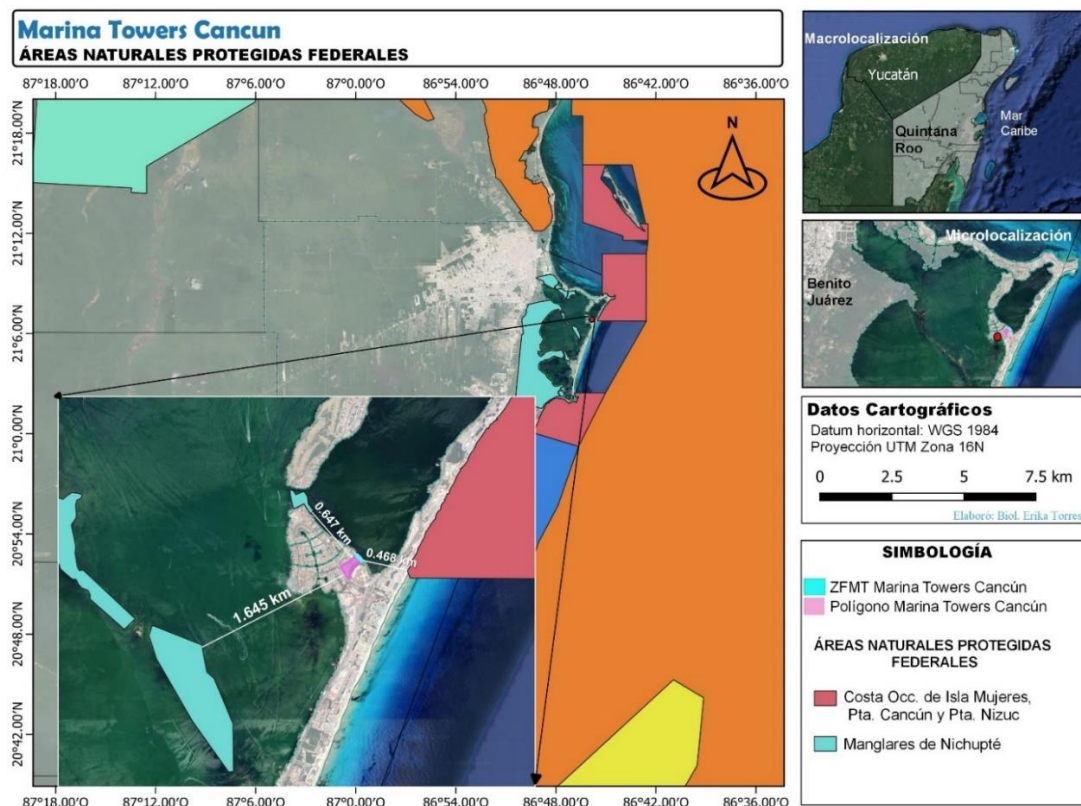 Marina Towers Cancun
ÁREAS NATURALES PROTEGIDAS FEDERALES
87°18.00'O 87°12.00'O 87°6.00'O 87°0.00'O 86°54.00'O 86°48.00'O 86°42.00'O 86°36.00'O
21°18.00'N
21°12.00'N
21°6.00'N
21°0.00'N
20°54.00'N
20°48.00'N
20°42.00'N
N
0.647 km
0.468 km
1.645 km
87°18.00'O 87°12.00'O 87°6.00'O 87°0.00'O 86°54.00'O 86°48.00'O 86°42.00'O 86°36.00'O
Macrolocalización
Yucatán
Quintana
Roo
Mar
Caribe
Microlocalización
Benito
Juárez
Datos Cartográficos
Datum horizontal: WGS 1984
Proyección UTM Zona 16N
0 2.5 5 7.5 km
Elaboró: Biol. Erika Torres
SIMBOLOGÍA
ZFMT Marina Towers Cancún
Polígono Marina Towers Cancún
ÁREAS NATURALES PROTEGIDAS
FEDERALES
Costa Occ. de Isla Mujeres,
Pta. Cancún y Pta. Nizuc
Manglares de Nichupté